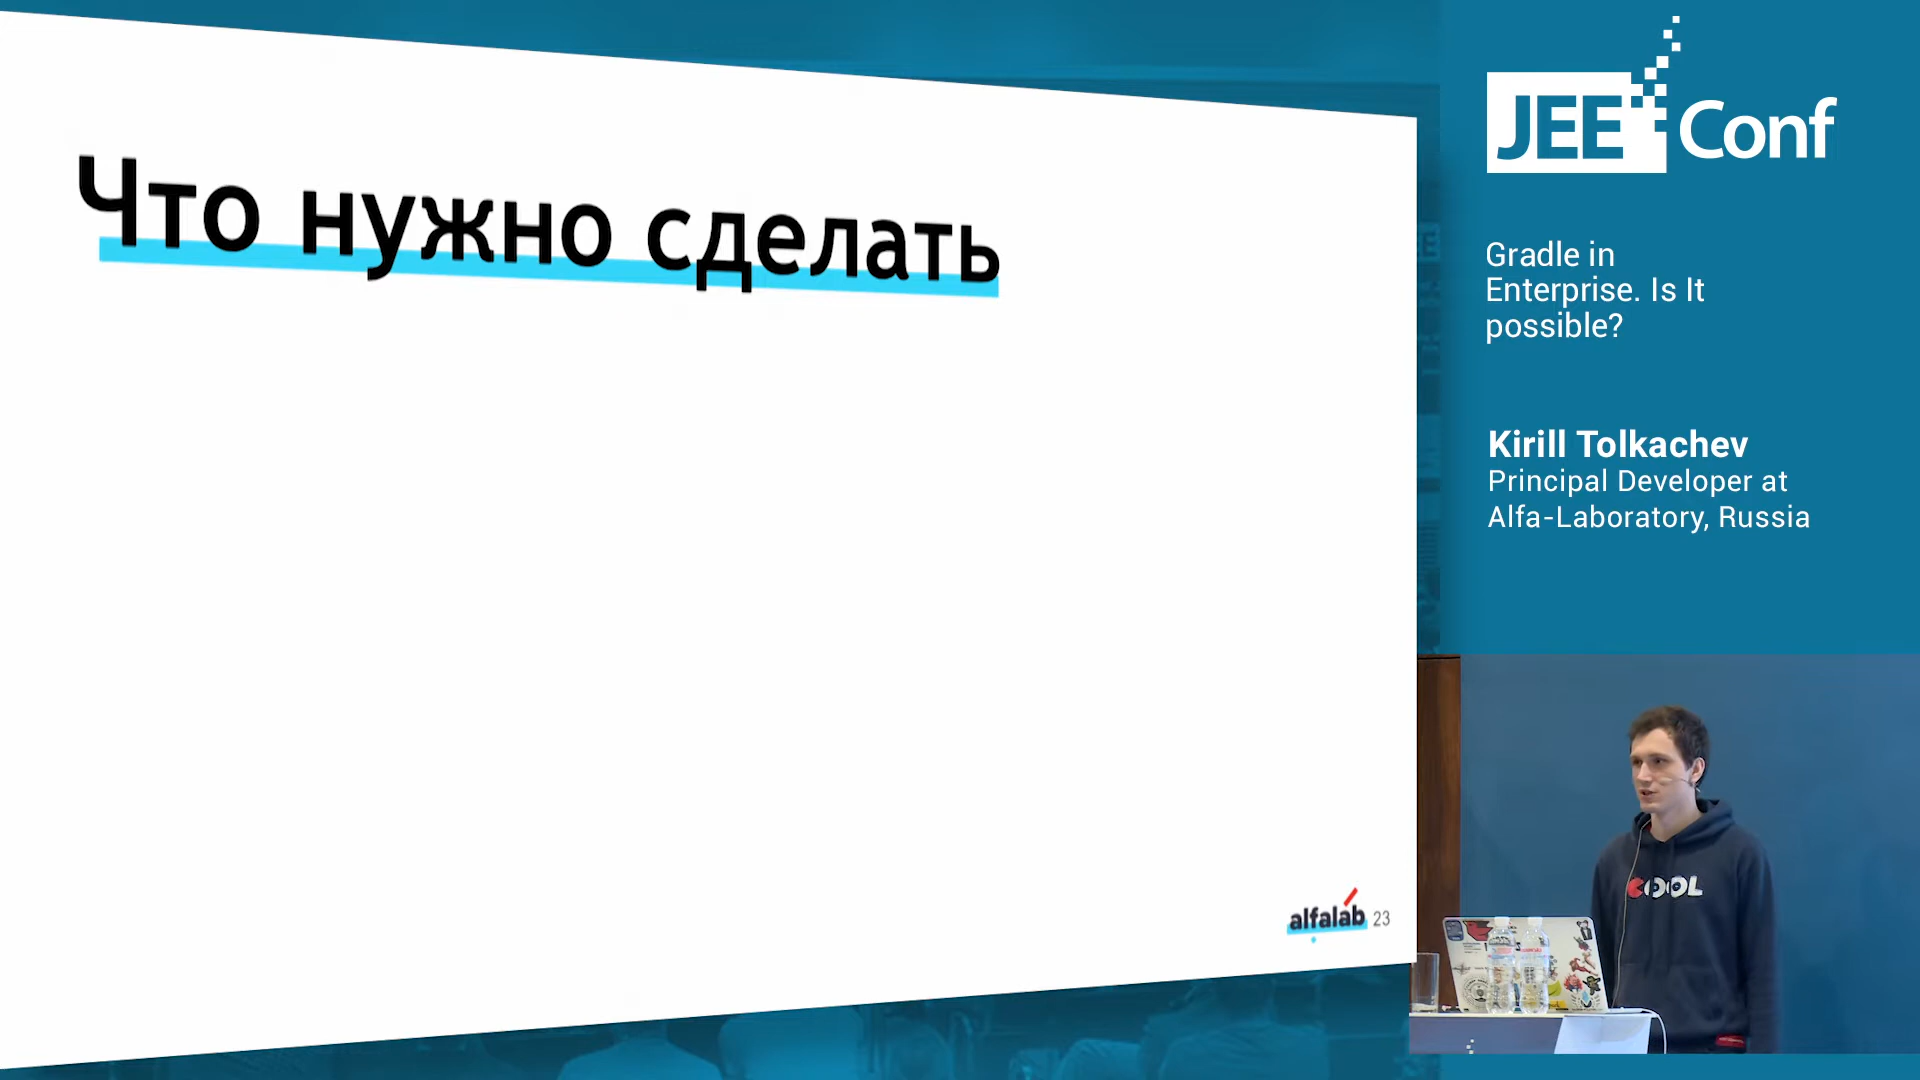 Что нужно сделать
alfalab 23
JEE Conf
Gradle in
Enterprise. Is It
possible?
Kirill Tolkachev
Principal Developer at
Alfa-Laboratory, Russia
COOL